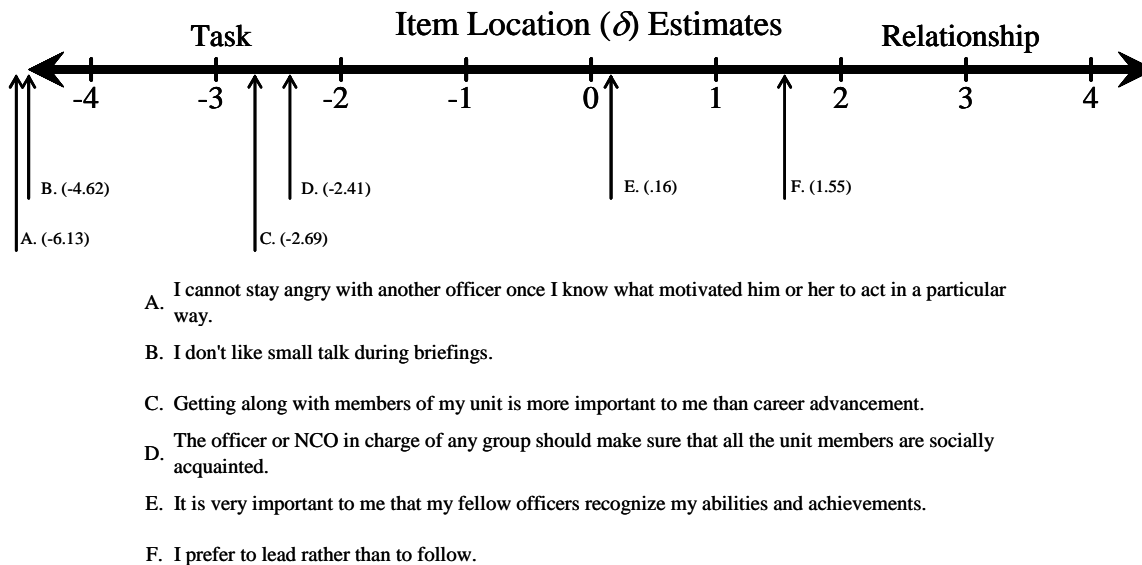 Item Location (δ) Estimates
Task
Relationship
-4 -3 -2 -1 0 1 2 3 4
B. (-4.62)
D. (-2.41)
E. (.16)
F. (1.55)
A. (-6.13)
C. (-2.69)
A. I cannot stay angry with another officer once I know what motivated him or her to act in a particular
way.
B. I don't like small talk during briefings.
C. Getting along with members of my unit is more important to me than career advancement.
D. The officer or NCO in charge of any group should make sure that all the unit members are socially
acquainted.
E. It is very important to me that my fellow officers recognize my abilities and achievements.
F. I prefer to lead rather than to follow.